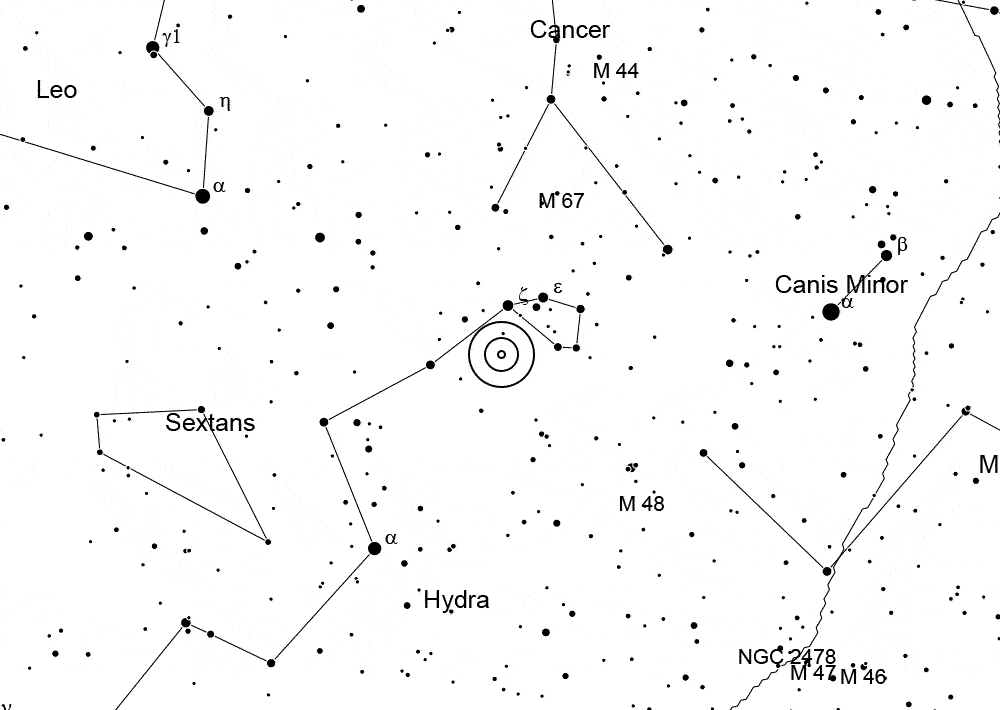 Cancer
γ1
M 44
Leo
η
α
M 67
β
Canis Minor
α
ζ
ε
Sextans
M
M 48
α
Hydra
NGC 2478
M 47
M 46
γ